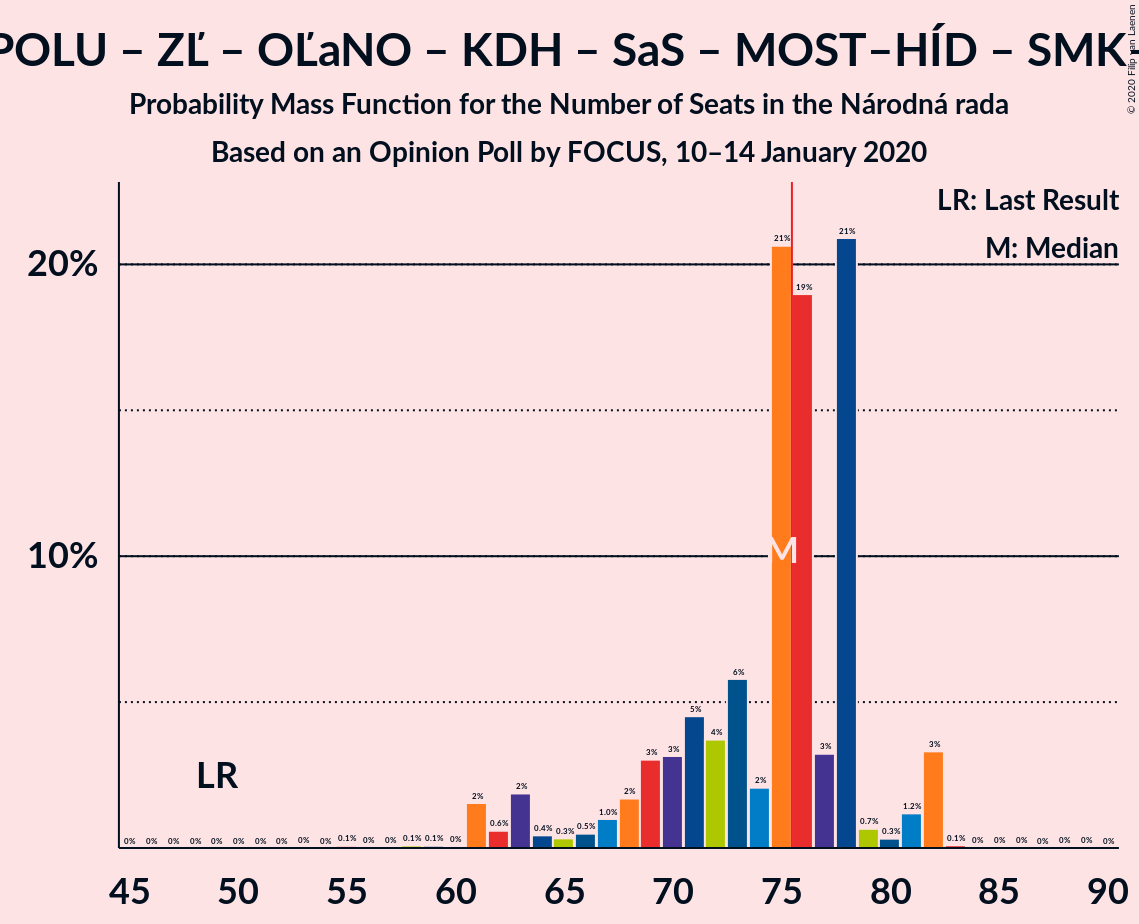 POLU – ZĽ – OĽaNO – KDH – SaS – MOST–HÍD – SMK–
Probability Mass Function for the Number of Seats in the Národná rada
Based on an Opinion Poll by FOCUS, 10–14 January 2020
© 2020 Filip van Laenen
LR: Last Result
M: Median
20%
10%
LR
M
0% 0% 0% 0% 0% 0% 0% 0% 0% 0% 0.1% 0% 0% 0.1% 0.1% 0% 2% 0.6% 2% 0.4% 0.3% 0.5% 1.0% 2% 3% 3% 5% 4% 6% 2% 21% 19% 3% 21% 0.7% 0.3% 1.2% 3% 0.1% 0% 0% 0% 0% 0% 0% 0%
45 50 55 60 65 70 75 80 85 90